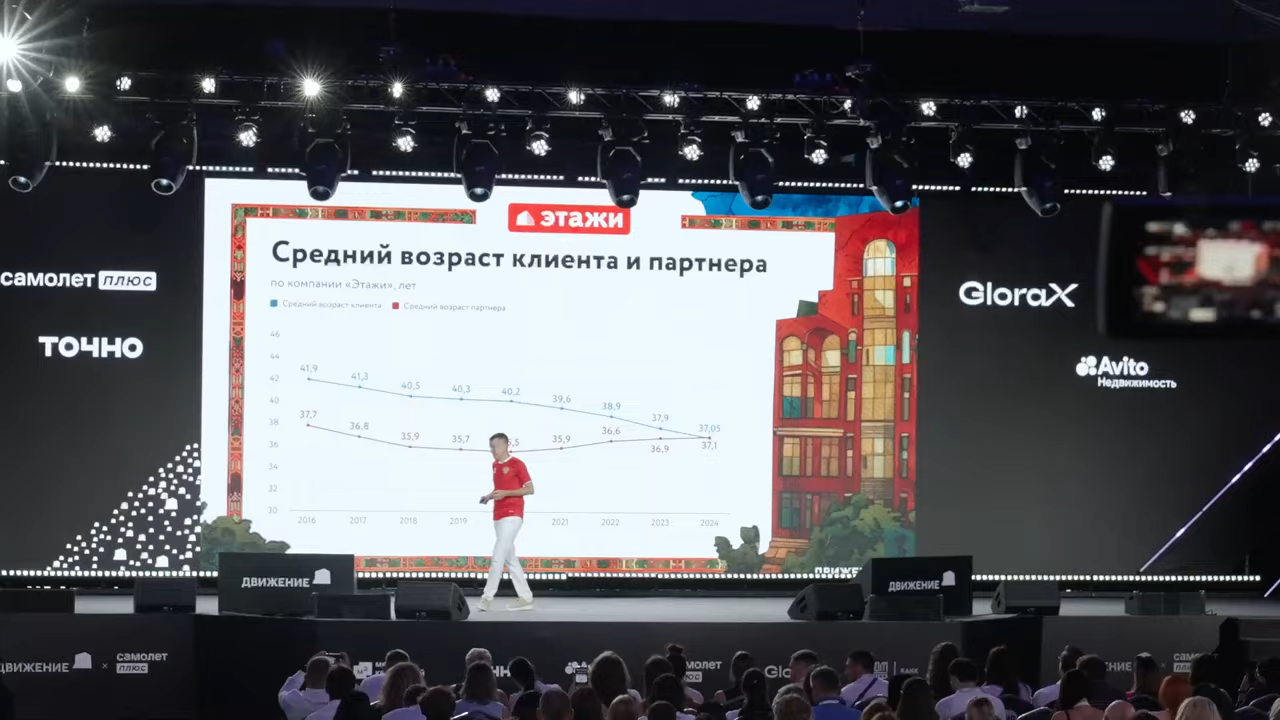 этажи
Средний возраст клиента и партнера
по компании «Этажи», лет
Средний возраст клиента Средний возраст партнера
46
44
42
40
38
36
34
32
30
41,9 41,3 40,5 40,3 40,2 39,6 38,9 37,9 37,05
37,7 36,8 35,9 35,7 5,5 35,9 36,6 36,9 37,1
2016 2017 2018 2019 2021 2022 2023 2024
самолет плюс
точно
GloraX
Avito
Недвижимость
ДВИЖЕНИЕ
ДВИЖЕНИЕ
ДВИЖЕНИЕ × самолет
плюс